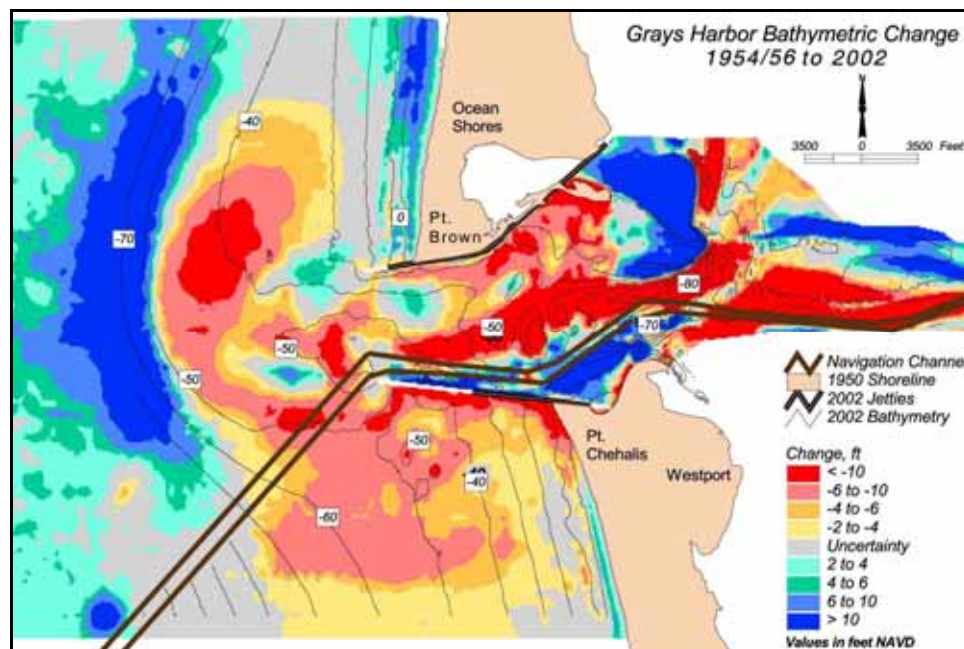 Grays Harbor Bathymetric Change
1954/56 to 2002
N
3500 0 3500 Feet
Ocean
Shores
Pt.
Brown
-40
-70
0
-80
-70
-50
-50
-50
-50
-40
-60
Pt.
Chehalis
Westport
Navigation Channel
1950 Shoreline
2002 Jetties
2002 Bathymetry
Change, ft
< -10
-6 to -10
-4 to -6
-2 to -4
Uncertainty
2 to 4
4 to 6
6 to 10
> 10
Values in feet NAVD